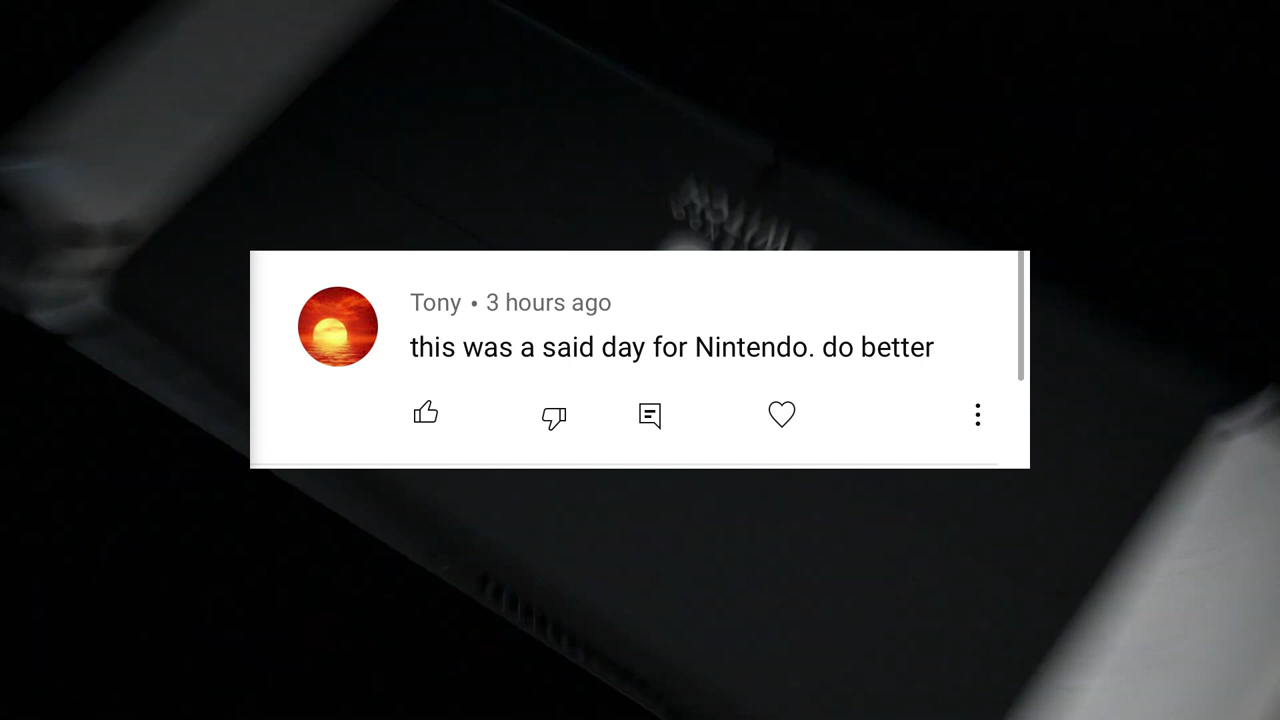 Tony • 3 hours ago
this was a said day for Nintendo. do better